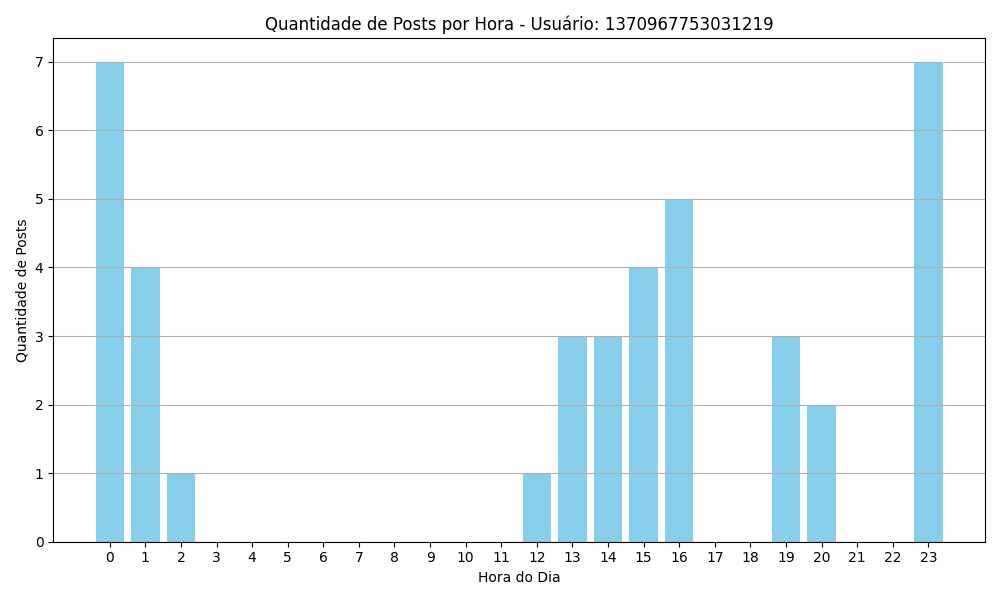 Quantidade de Posts por Hora - Usuário: 1370967753031219
7
6
5
4
3
2
1
0
Quantidade de Posts
0 1 2 3 4 5 6 7 8 9 10 11 12 13 14 15 16 17 18 19 20 21 22 23
Hora do Dia